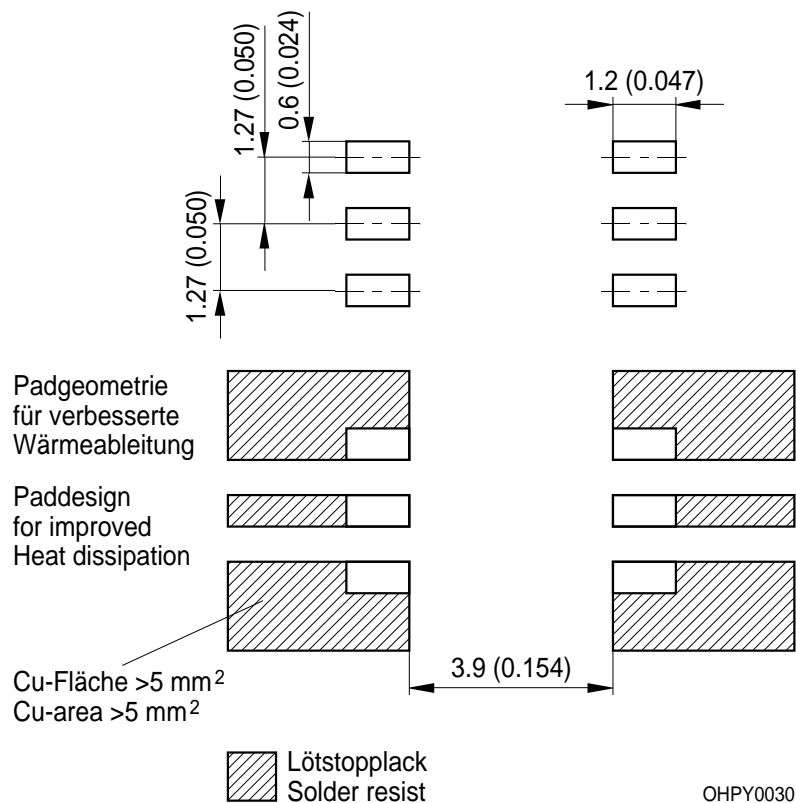 1.27 (0.050)
0.6 (0.024)
1.2 (0.047)
1.27 (0.050)
Padgeometrie
für verbesserte
Wärmeableitung
Paddesign
for improved
Heat dissipation
3.9 (0.154)
Cu-Fläche >5 mm²
Cu-area >5 mm²
Lötstopplack
Solder resist
OHPY0030